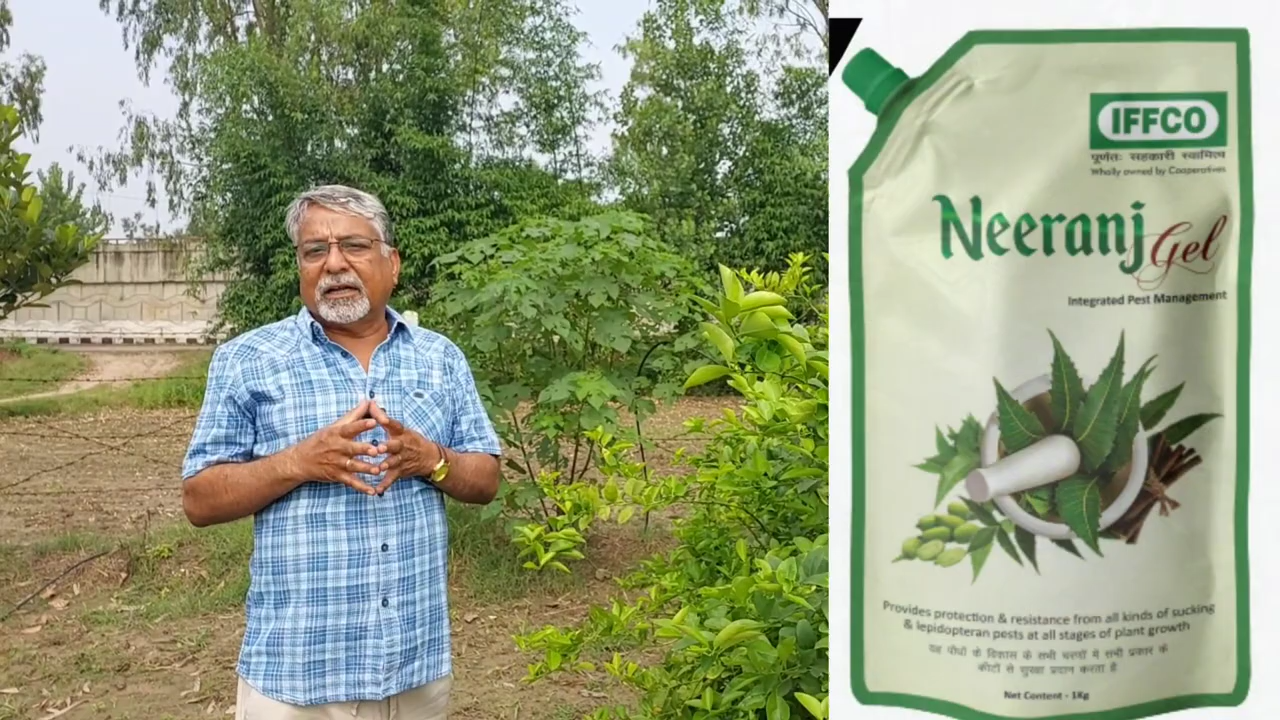 IFFCO
पूर्णतः सहकारी स्वामित्व
Wholly owned by Cooperatives
Neeranj Gel
Integrated Pest Management
Provides protection & resistance from all kinds of sucking
& lepidopteran pests at all stages of plant growth
यह पौधों के विकास के सभी चरणों में सभी प्रकार के
कीटों से सुरक्षा प्रदान करता है
Net Content - 1Kg